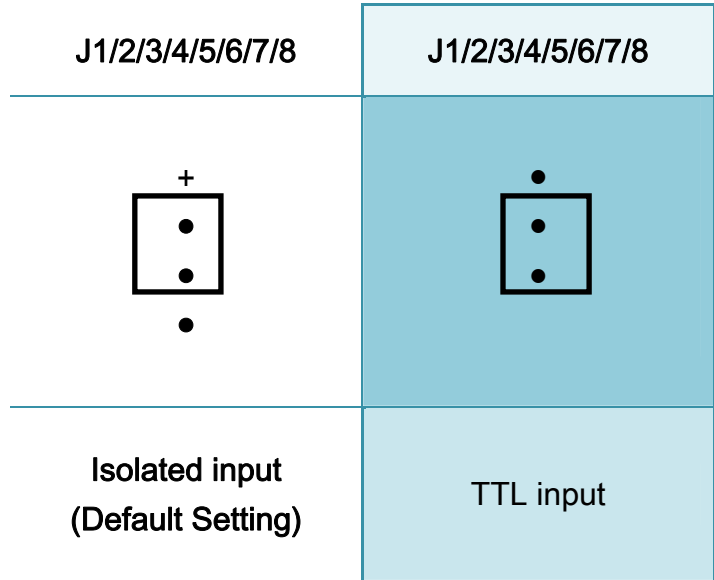 J1/2/3/4/5/6/7/8
J1/2/3/4/5/6/7/8
+
Isolated input
(Default Setting)
TTL input